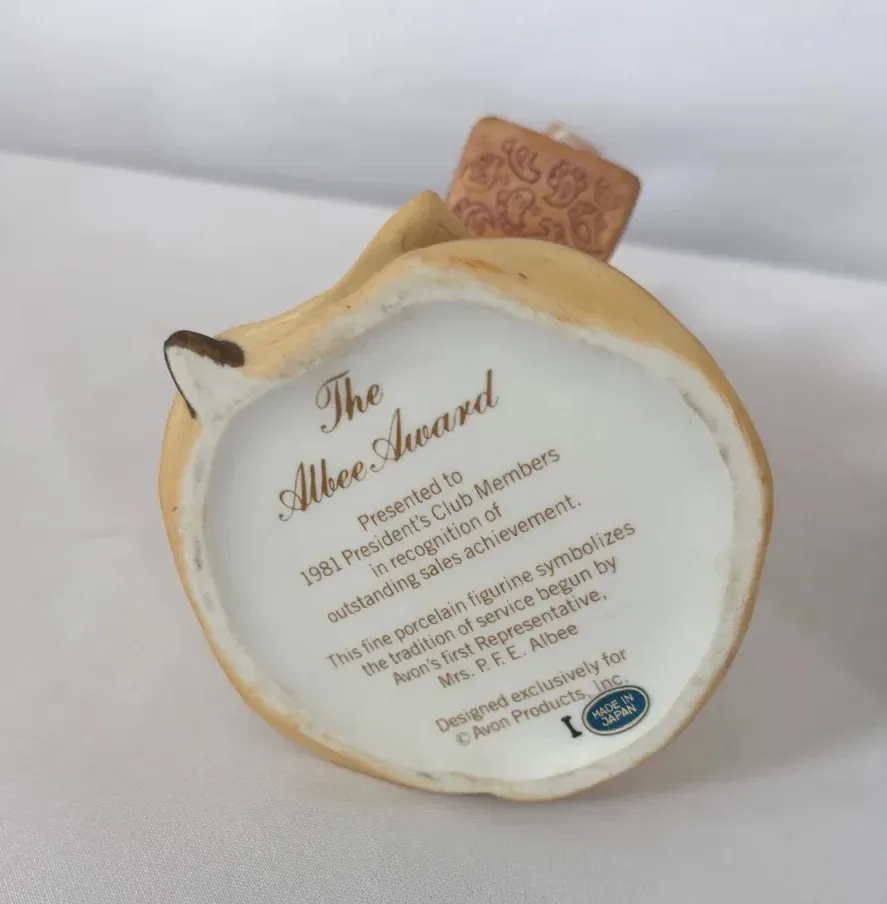 The
Albee Award
Presented to
1981 President's Club Members
in recognition of
outstanding sales achievement.
This fine porcelain figurine symbolizes
the tradition of service begun by
Avon's first Representative,
Mrs. P. F. E. Albee
Designed exclusively for
©Avon Products, Inc.
I
MADE IN
JAPAN